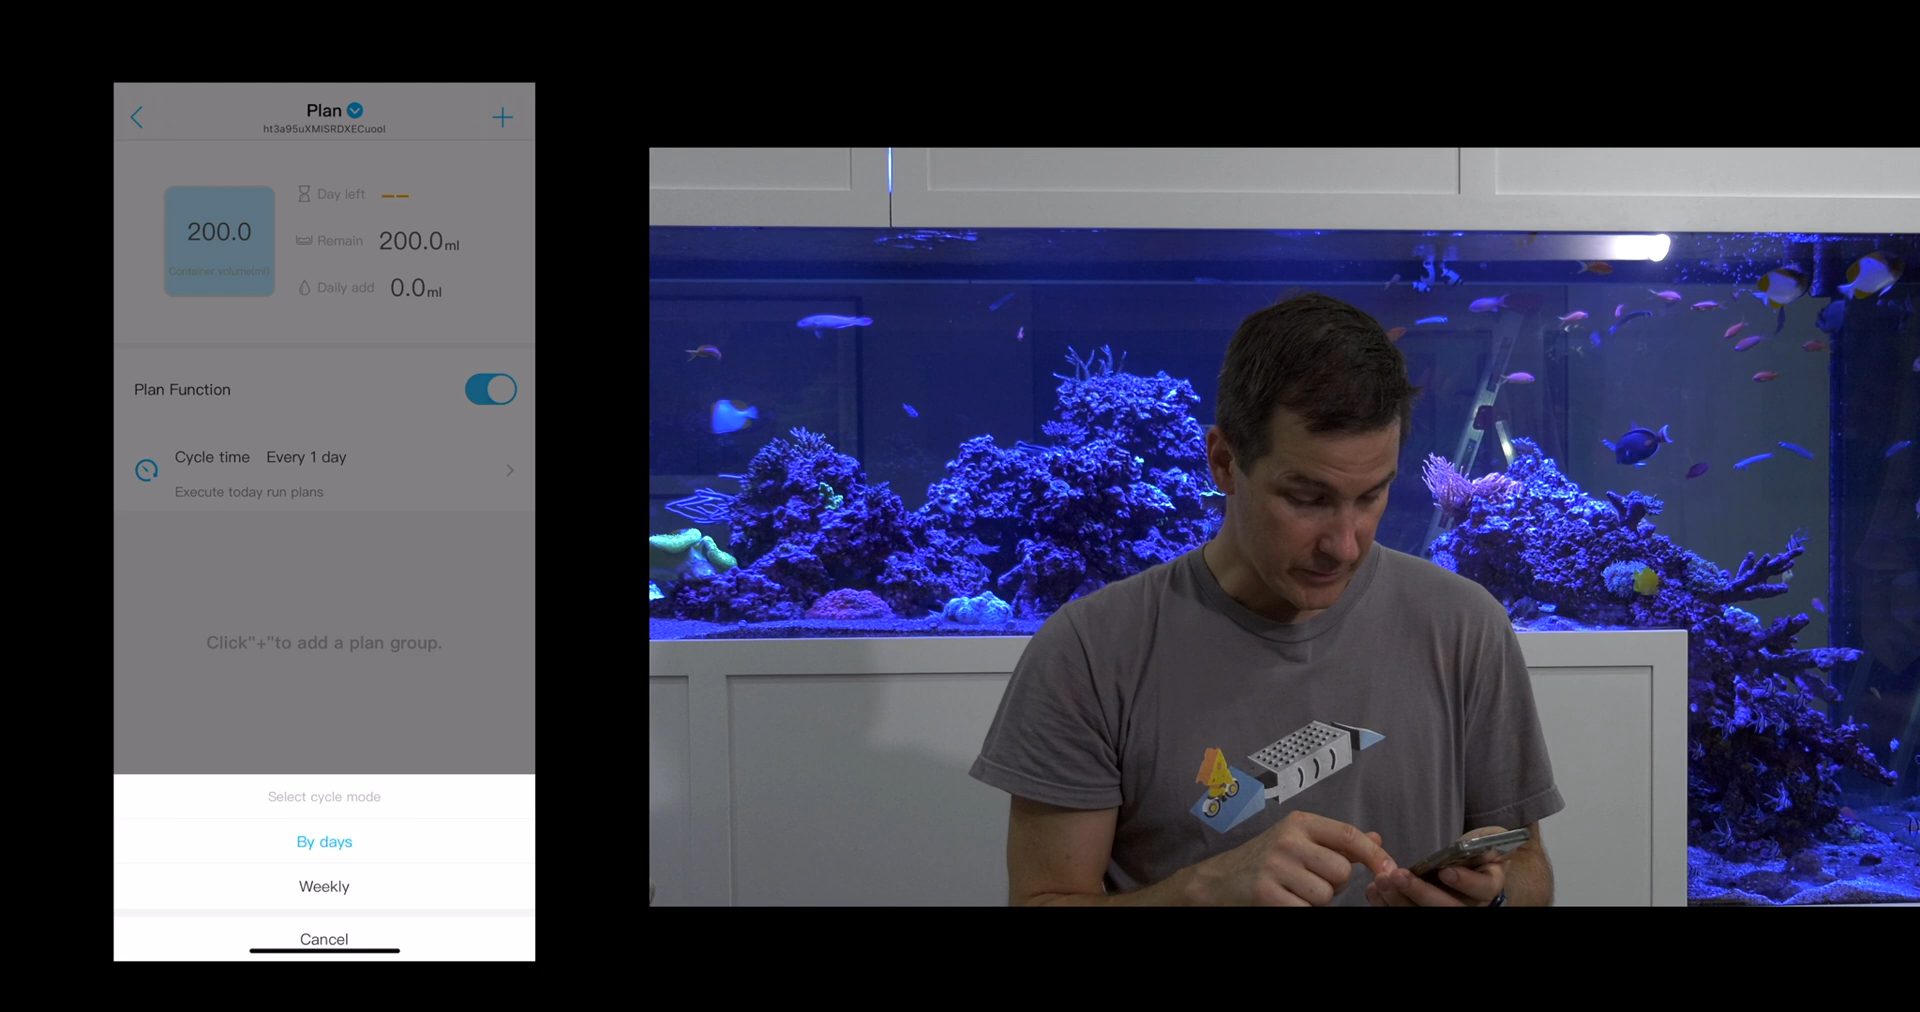 Plan
ht3a95uXMISRDXECuool
200.0
Container volume(ml)
Day left --
Remain 200.0ml
Daily add 0.0ml
Plan Function
Cycle time Every 1 day
Execute today run plans
Click"+"to add a plan group.
Select cycle mode
By days
Weekly
Cancel